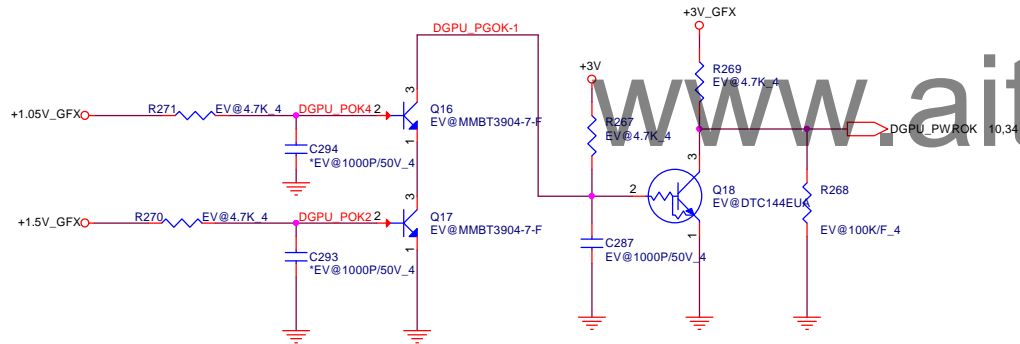 +3V_GFX
DGPU_PGOK-1
+3V
R269
EV@4.7K_4
www.ait
3
+1.05V_GFX
R271
EV@4.7K_4
DGPU_POK4
2
Q16
EV@MMBT3904-7-F
R267
EV@4.7K_4
DGPU_PWROK
10,34
C294
*EV@1000P/50V_4
1
3
2
Q18
EV@DTC144EUA
R268
3
+1.5V_GFX
R270
EV@4.7K_4
DGPU_POK2
2
Q17
EV@MMBT3904-7-F
1
EV@100K/F_4
C287
EV@1000P/50V_4
C293
*EV@1000P/50V_4
1